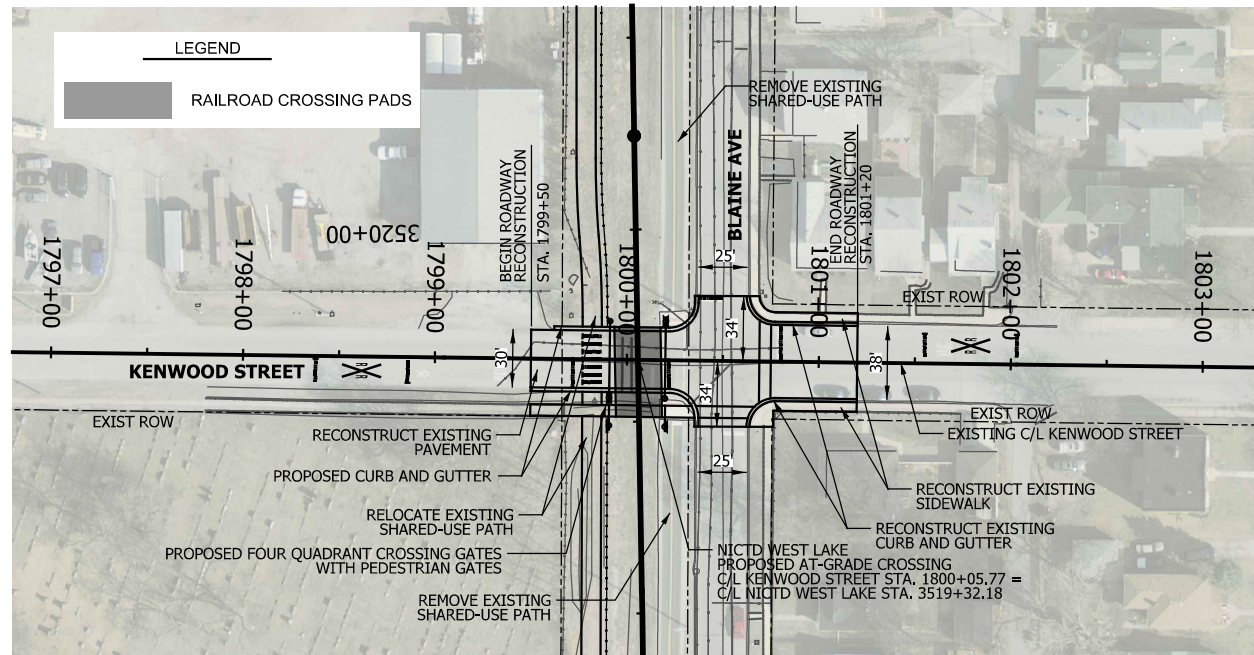 LEGEND
RAILROAD CROSSING PADS
REMOVE EXISTING
SHARED-USE PATH
BLAINE AVE
BEGIN ROADWAY
RECONSTRUCTION
STA. 1799+50
END ROADWAY
RECONSTRUCTION
STA. 1801+20
3520+00
1797+00
1798+00
1799+00
1800+00
1801+00
1802+00
1803+00
25'
34'
EXIST ROW
30'
38'
KENWOOD STREET
R R
R R
34'
EXIST ROW
EXIST ROW
EXISTING C/L KENWOOD STREET
RECONSTRUCT EXISTING
PAVEMENT
PROPOSED CURB AND GUTTER
25'
RELOCATE EXISTING
SHARED-USE PATH
PROPOSED FOUR QUADRANT CROSSING GATES
WITH PEDESTRIAN GATES
REMOVE EXISTING
SHARED-USE PATH
RECONSTRUCT EXISTING
SIDEWALK
RECONSTRUCT EXISTING
CURB AND GUTTER
NICTD WEST LAKE
PROPOSED AT-GRADE CROSSING
C/L KENWOOD STREET STA. 1800+05.77 =
C/L NICTD WEST LAKE STA. 3519+32.18